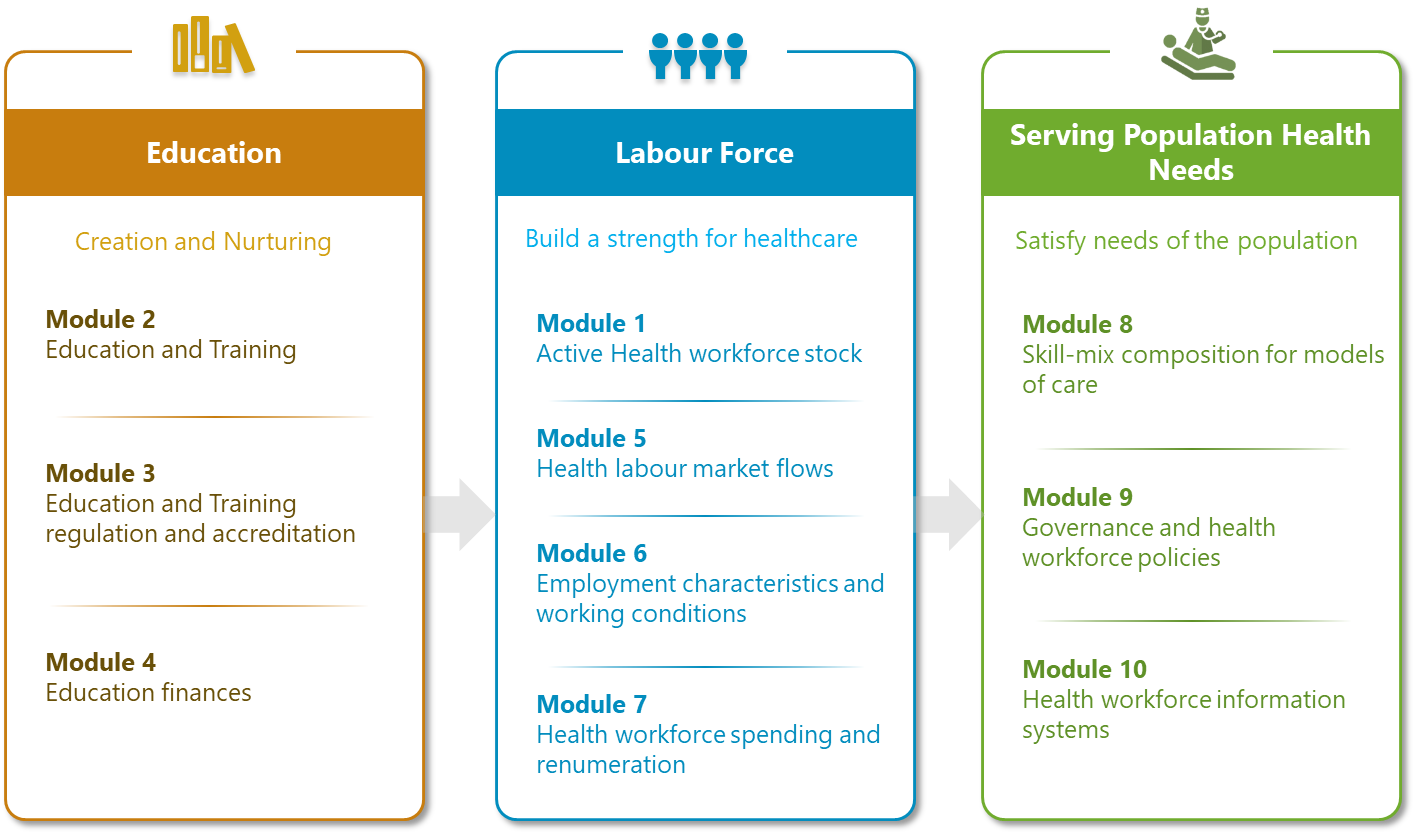 Education
Creation and Nurturing
Module 2
Education and Training
Module 3
Education and Training
regulation and accreditation
Module 4
Education finances
Labour Force
Build a strength for healthcare
Module 1
Active Health workforce stock
Module 5
Health labour market flows
Module 6
Employment characteristics and
working conditions
Module 7
Health workforce spending and
renumeration
Serving Population Health
Needs
Satisfy needs of the population
Module 8
Skill-mix composition for models
of care
Module 9
Governance and health
workforce policies
Module 10
Health workforce information
systems